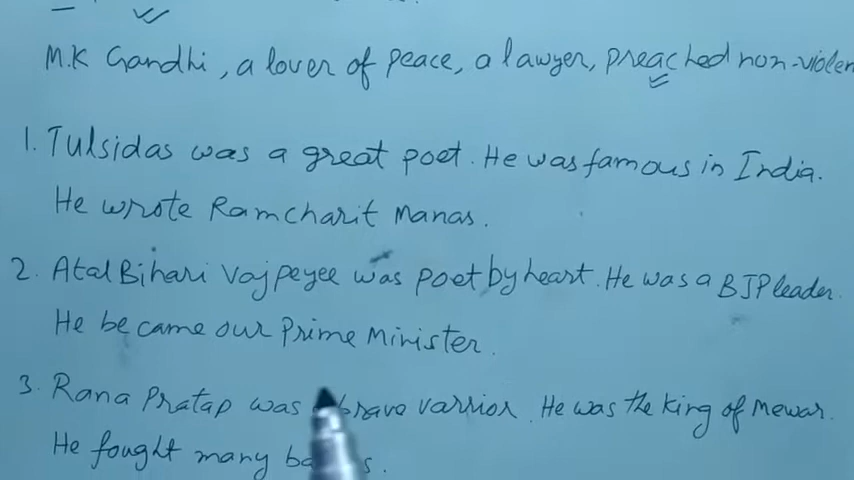 M.K Gandhi, a lover of peace, a lawyer, preached non-violen
1. Tulsidas was a great poet. He was famous in India.
He wrote Ramcharit Manas.
2. Atal Bihari Vajpeyee was poet by heart. He was a BJP leader.
He became our Prime Minister.
3. Rana Pratap was brave varrior. He was the king of Mewar.
He fought many